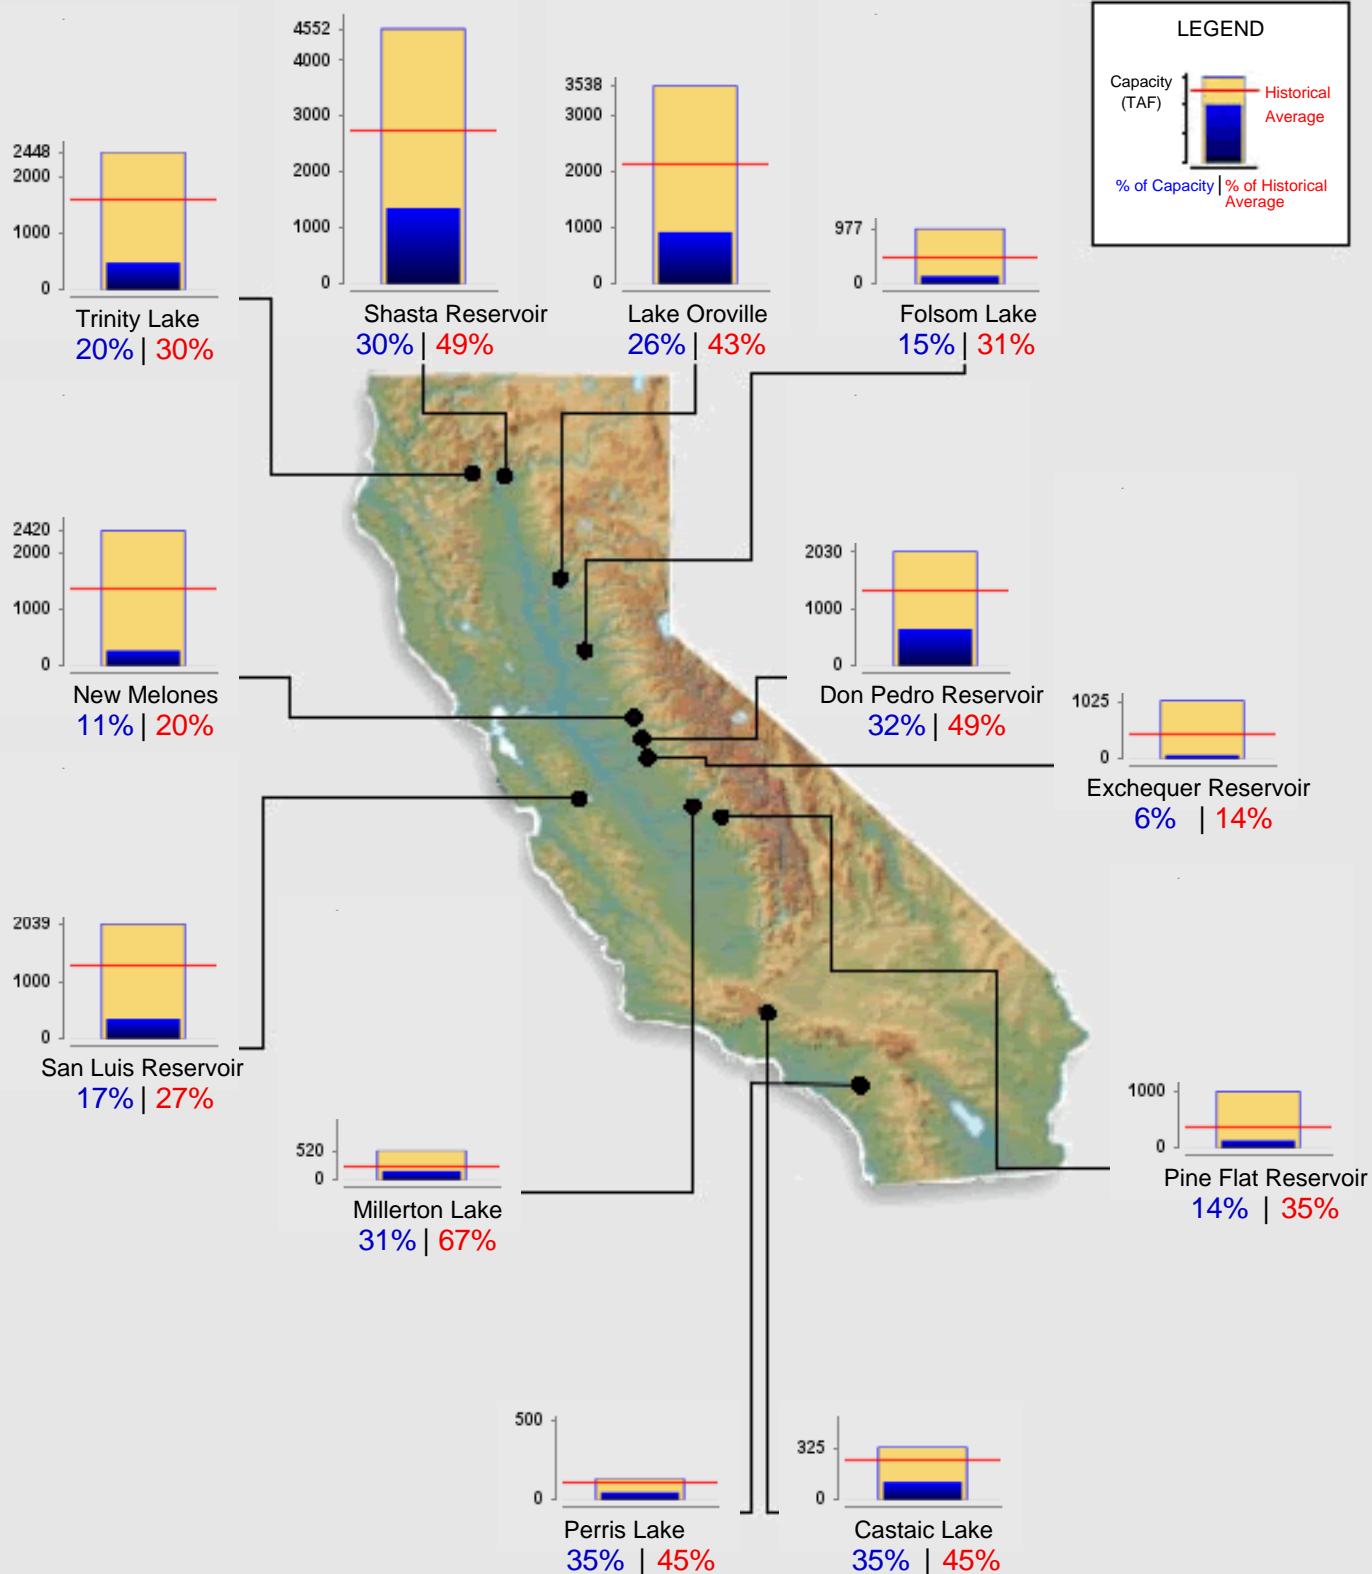 LEGEND
Capacity
(TAF)
Historical
Average
% of Capacity | % of Historical
Average
4552
4000
3000
2000
1000
0
Shasta Reservoir
30% | 49%
3538
3000
2000
1000
0
Lake Oroville
26% | 43%
2448
2000
1000
0
Trinity Lake
20% | 30%
977
0
Folsom Lake
15% | 31%
2420
2000
1000
0
New Melones
11% | 20%
2030
1000
0
Don Pedro Reservoir
32% | 49%
1025
0
Exchequer Reservoir
6% | 14%
2039
1000
0
San Luis Reservoir
17% | 27%
520
0
Millerton Lake
31% | 67%
1000
0
Pine Flat Reservoir
14% | 35%
500
0
Perris Lake
35% | 45%
325
0
Castaic Lake
35% | 45%